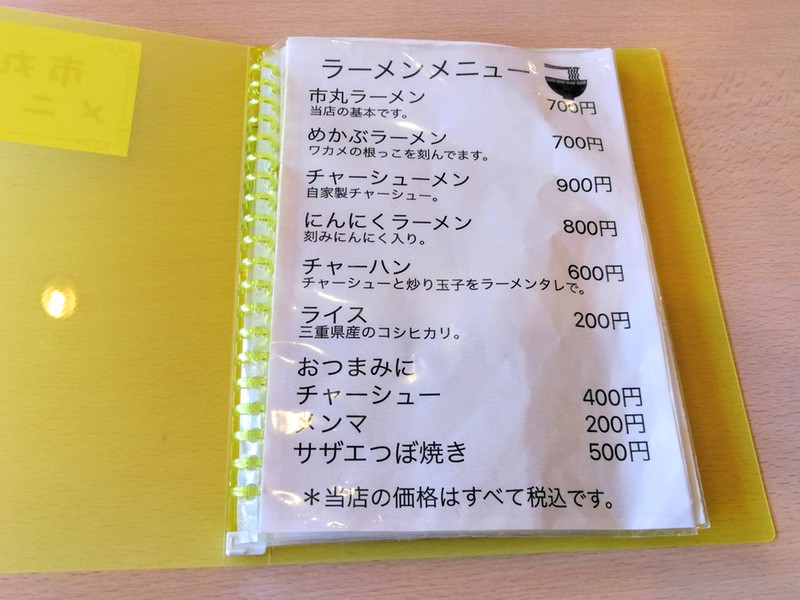 市丸
メニ
ラーメンメニュー
市丸ラーメン 700円
当店の基本です。
めかぶラーメン 700円
ワカメの根っこを刻んでます。
チャーシューメン 900円
自家製チャーシュー。
にんにくラーメン 800円
刻みにんにく入り。
チャーハン 600円
チャーシューと炒り玉子をラーメンタレで。
ライス 200円
三重県産のコシヒカリ。
おつまみに
チャーシュー 400円
メンマ 200円
サザエつぼ焼き 500円
＊当店の価格はすべて税込です。